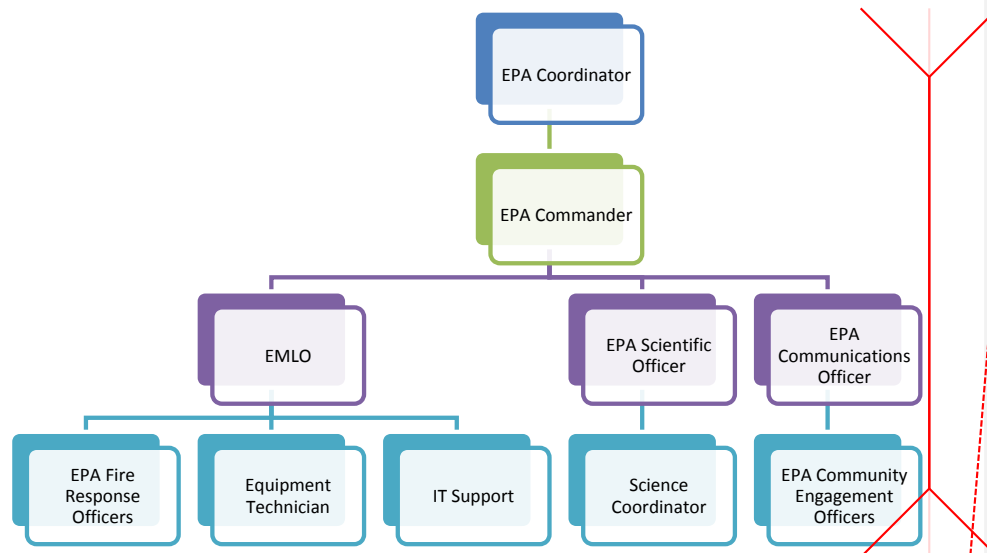 EPA Coordinator
EPA Commander
EMLO
EPA Scientific
Officer
EPA
Communications
Officer
EPA Fire
Response
Officers
Equipment
Technician
IT Support
Science
Coordinator
EPA Community
Engagement
Officers